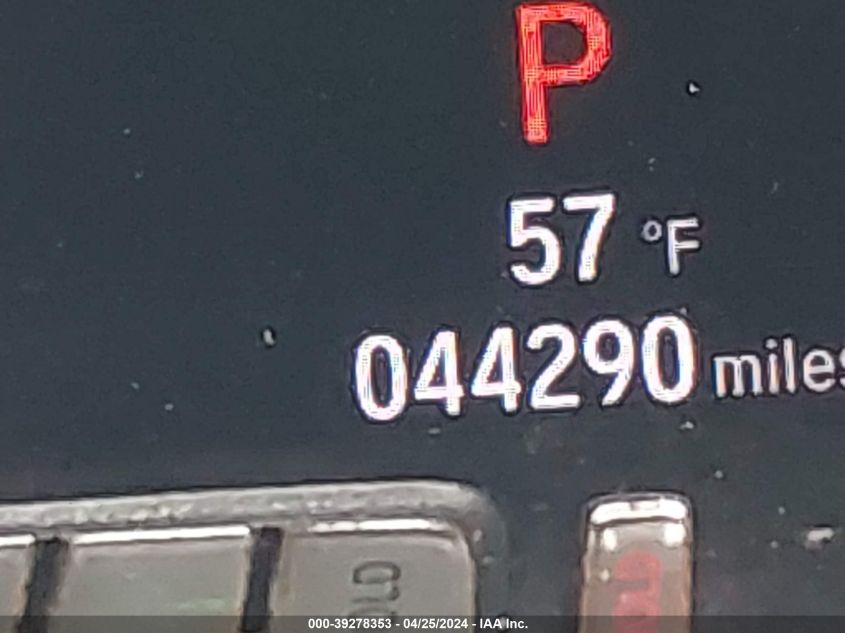 P
57 °F
044290 miles
000-39278353 - 04/25/2024 - IAA Inc.